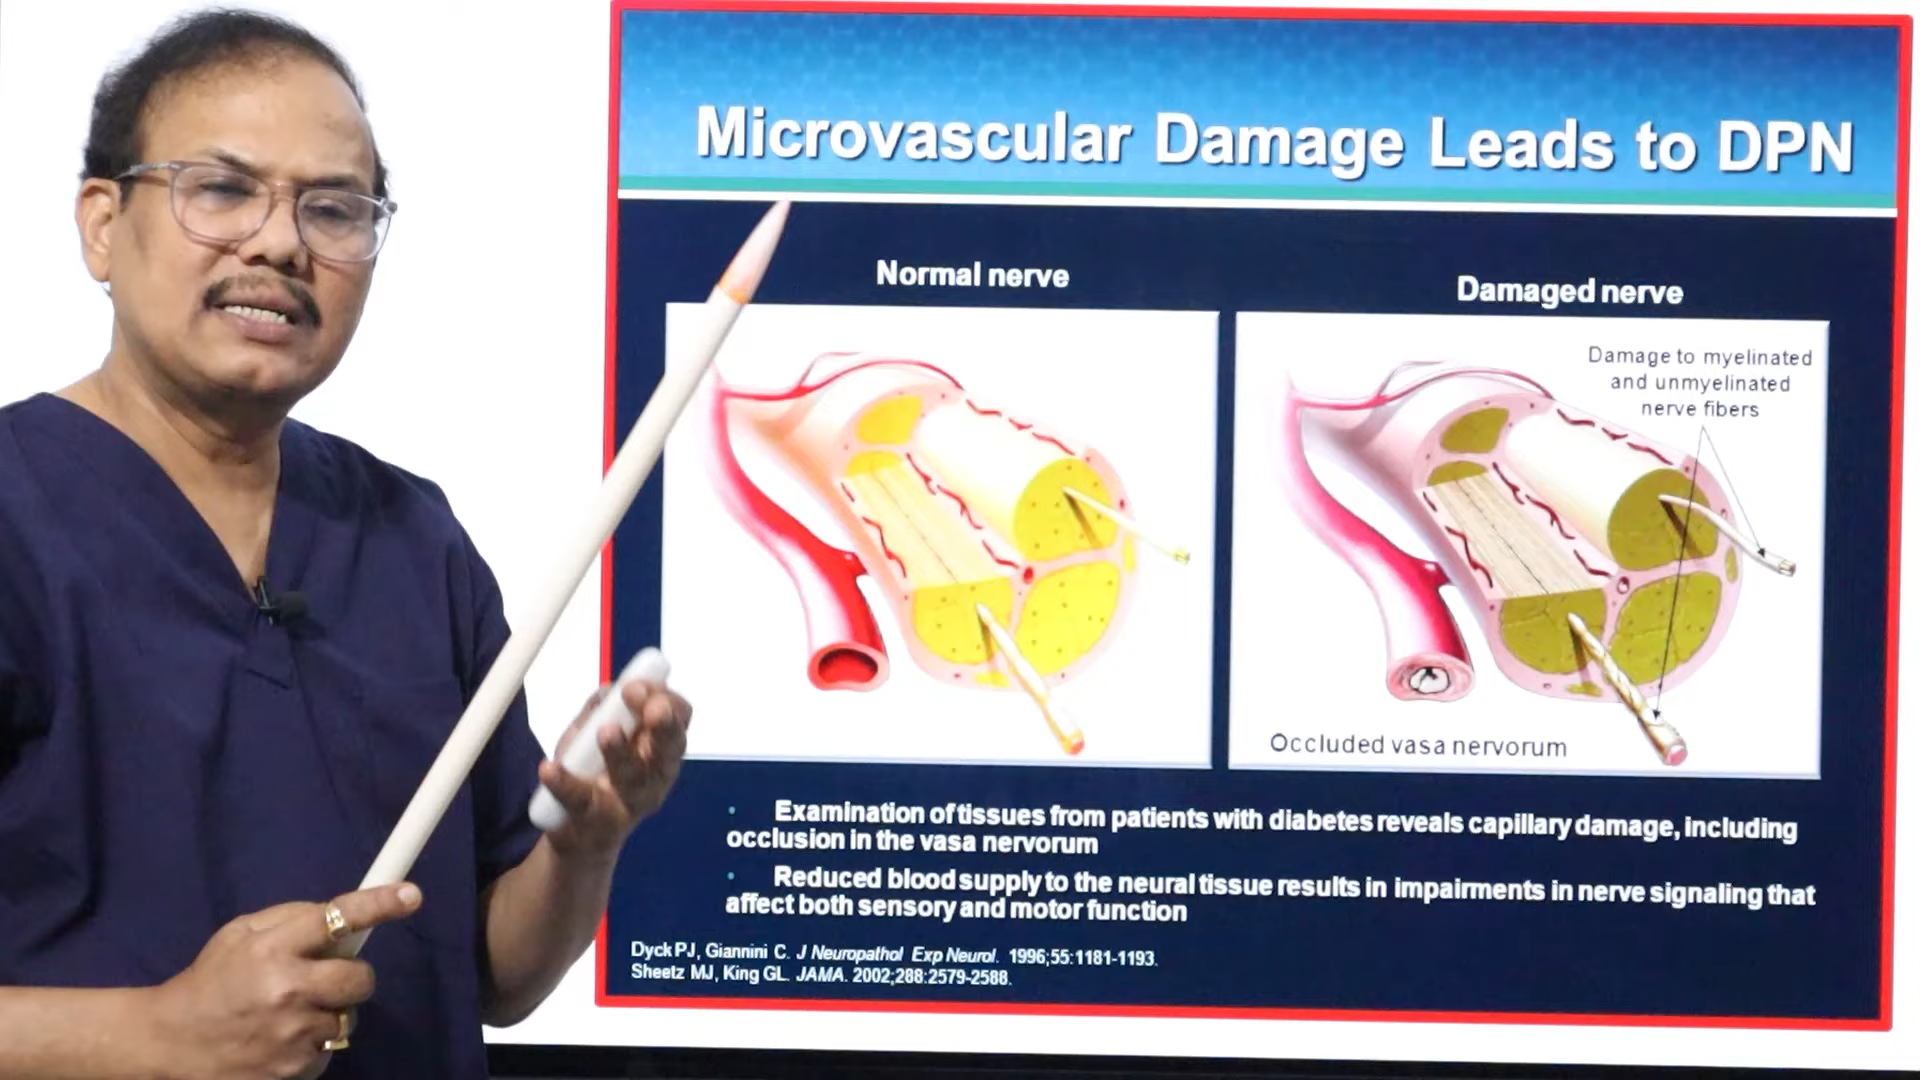 Microvascular Damage Leads to DPN
Normal nerve
Damaged nerve
Damage to myelinated
and unmyelinated
nerve fibers
Occluded vasa nervorum
• Examination of tissues from patients with diabetes reveals capillary damage, including
occlusion in the vasa nervorum
• Reduced blood supply to the neural tissue results in impairments in nerve signaling that
affect both sensory and motor function
Dyck PJ, Giannini C. J Neuropathol Exp Neurol. 1996;55:1181-1193.
Sheetz MJ, King GL. JAMA. 2002;288:2579-2588.